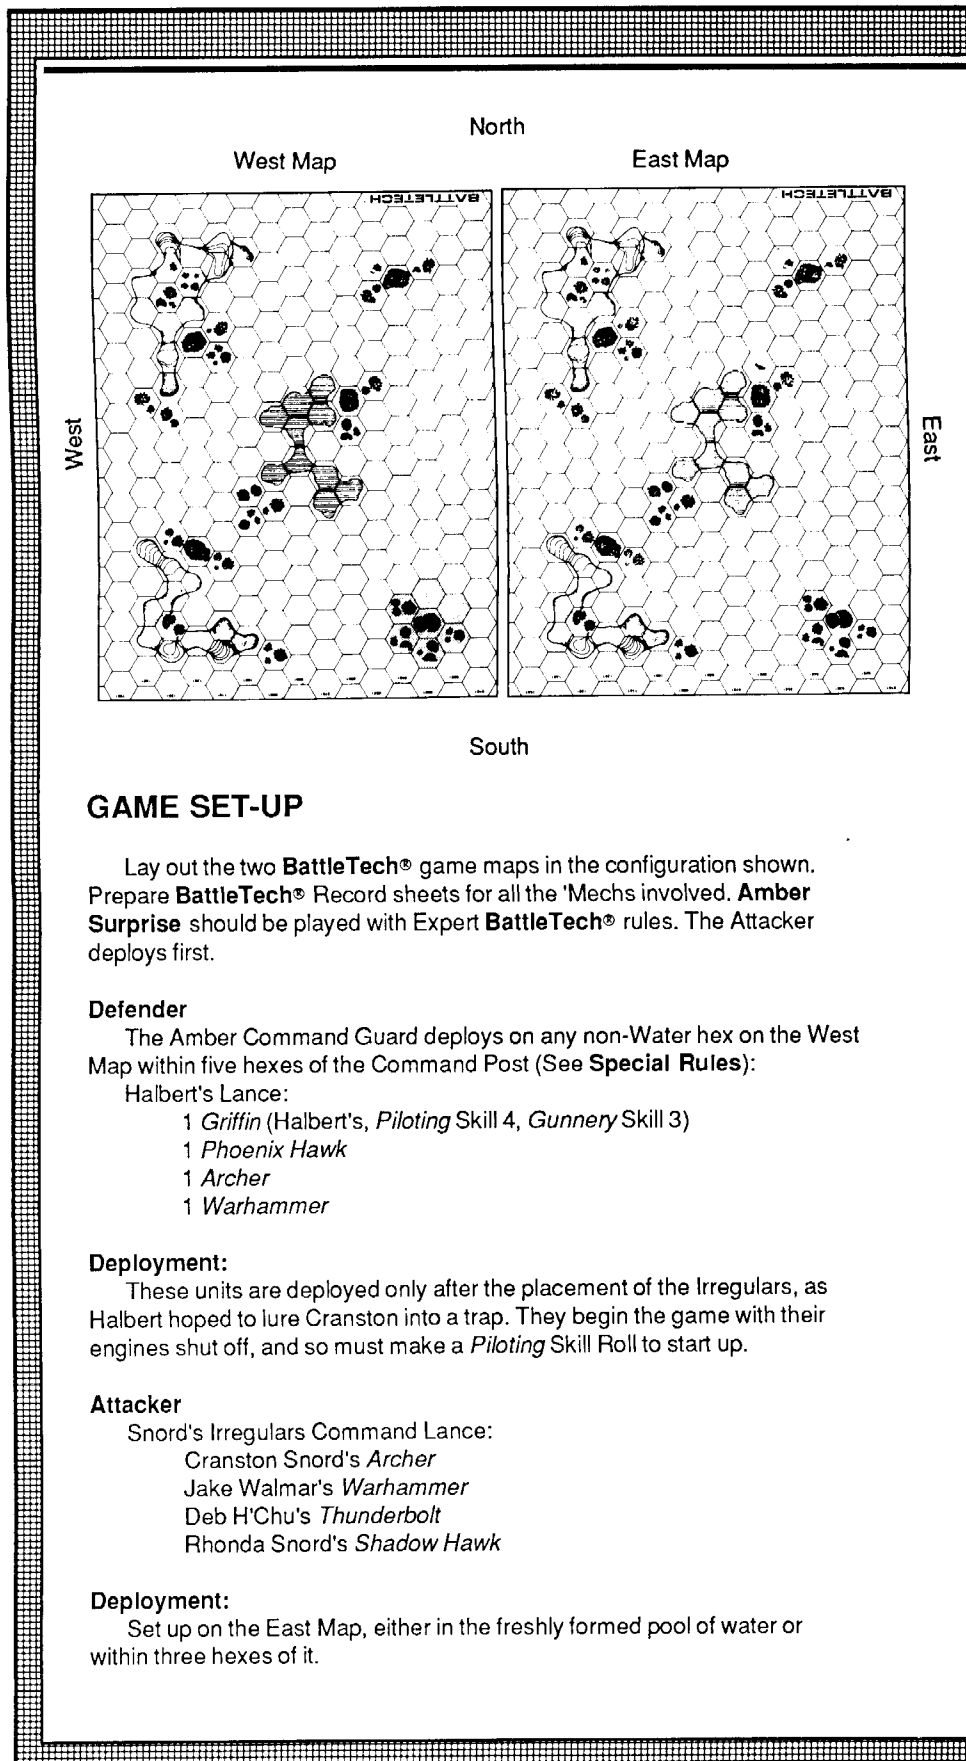 North
West Map
East Map
BATTLETECH
BATTLETECH
West
East
South
GAME SET-UP
Lay out the two BattleTech® game maps in the configuration shown.
Prepare BattleTech® Record sheets for all the 'Mechs involved. Amber
Surprise should be played with Expert BattleTech® rules. The Attacker
deploys first.
Defender
The Amber Command Guard deploys on any non-Water hex on the West
Map within five hexes of the Command Post (See Special Rules):
Halbert's Lance:
1 Griffin (Halbert's, Piloting Skill 4, Gunnery Skill 3)
1 Phoenix Hawk
1 Archer
1 Warhammer
Deployment:
These units are deployed only after the placement of the Irregulars, as
Halbert hoped to lure Cranston into a trap. They begin the game with their
engines shut off, and so must make a Piloting Skill Roll to start up.
Attacker
Snord's Irregulars Command Lance:
Cranston Snord's Archer
Jake Walmar's Warhammer
Deb H'Chu's Thunderbolt
Rhonda Snord's Shadow Hawk
Deployment:
Set up on the East Map, either in the freshly formed pool of water or
within three hexes of it.